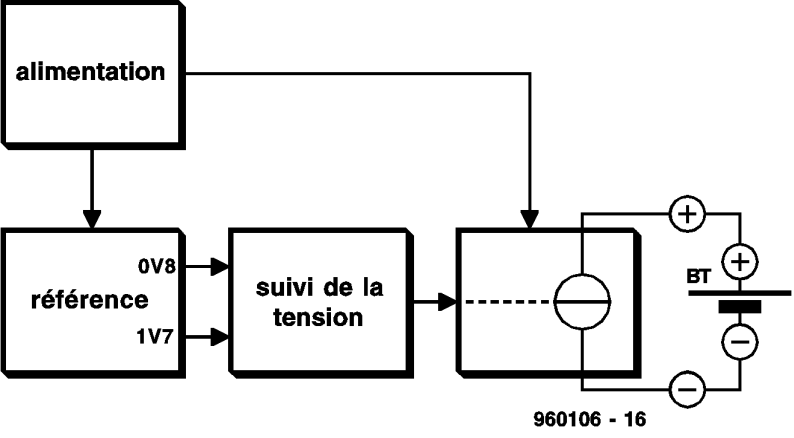 alimentation
0V8
référence
1V7
suivi de la
tension
+
+
BT
−
−
960106 - 16